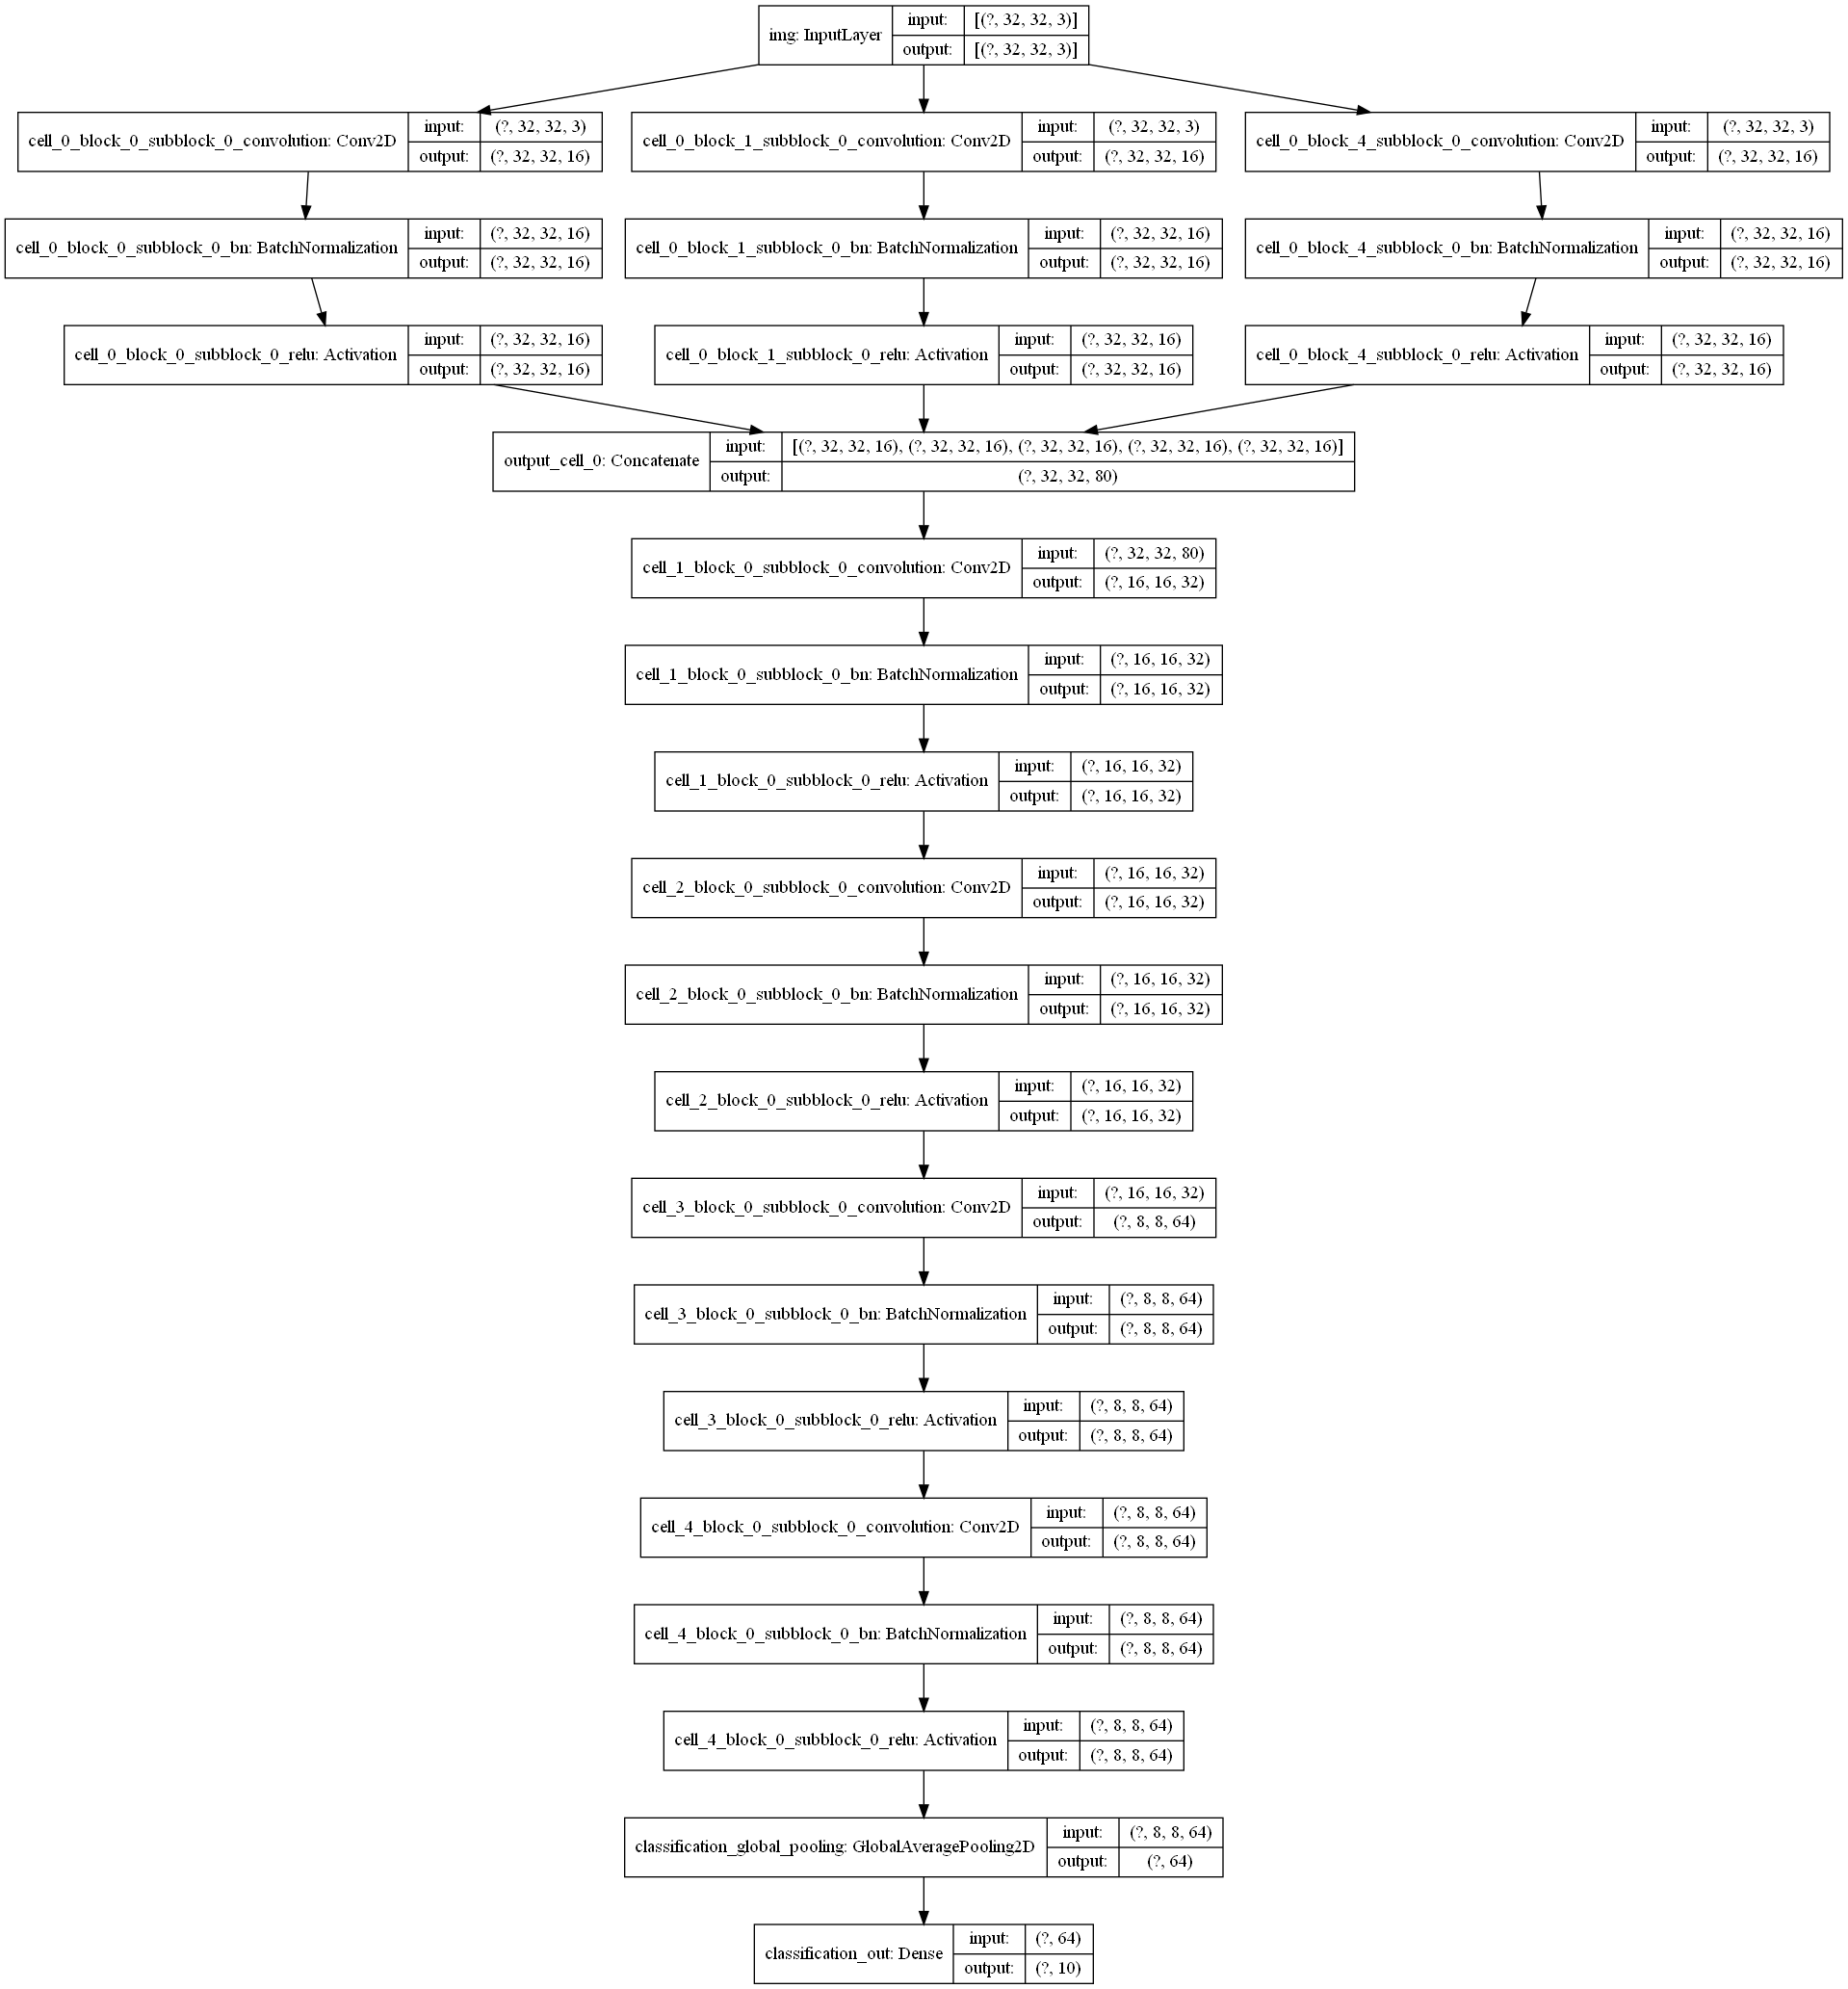 img: InputLayer input: [(?, 32, 32, 3)]
output: [(?, 32, 32, 3)]
cell_0_block_0_subblock_0_convolution: Conv2D input: (?, 32, 32, 3)
output: (?, 32, 32, 16)
cell_0_block_1_subblock_0_convolution: Conv2D input: (?, 32, 32, 3)
output: (?, 32, 32, 16)
cell_0_block_4_subblock_0_convolution: Conv2D input: (?, 32, 32, 3)
output: (?, 32, 32, 16)
cell_0_block_0_subblock_0_bn: BatchNormalization input: (?, 32, 32, 16)
output: (?, 32, 32, 16)
cell_0_block_1_subblock_0_bn: BatchNormalization input: (?, 32, 32, 16)
output: (?, 32, 32, 16)
cell_0_block_4_subblock_0_bn: BatchNormalization input: (?, 32, 32, 16)
output: (?, 32, 32, 16)
cell_0_block_0_subblock_0_relu: Activation input: (?, 32, 32, 16)
output: (?, 32, 32, 16)
cell_0_block_1_subblock_0_relu: Activation input: (?, 32, 32, 16)
output: (?, 32, 32, 16)
cell_0_block_4_subblock_0_relu: Activation input: (?, 32, 32, 16)
output: (?, 32, 32, 16)
output_cell_0: Concatenate input: [(?, 32, 32, 16), (?, 32, 32, 16), (?, 32, 32, 16), (?, 32, 32, 16), (?, 32, 32, 16)]
output: (?, 32, 32, 80)
cell_1_block_0_subblock_0_convolution: Conv2D input: (?, 32, 32, 80)
output: (?, 16, 16, 32)
cell_1_block_0_subblock_0_bn: BatchNormalization input: (?, 16, 16, 32)
output: (?, 16, 16, 32)
cell_1_block_0_subblock_0_relu: Activation input: (?, 16, 16, 32)
output: (?, 16, 16, 32)
cell_2_block_0_subblock_0_convolution: Conv2D input: (?, 16, 16, 32)
output: (?, 16, 16, 32)
cell_2_block_0_subblock_0_bn: BatchNormalization input: (?, 16, 16, 32)
output: (?, 16, 16, 32)
cell_2_block_0_subblock_0_relu: Activation input: (?, 16, 16, 32)
output: (?, 16, 16, 32)
cell_3_block_0_subblock_0_convolution: Conv2D input: (?, 16, 16, 32)
output: (?, 8, 8, 64)
cell_3_block_0_subblock_0_bn: BatchNormalization input: (?, 8, 8, 64)
output: (?, 8, 8, 64)
cell_3_block_0_subblock_0_relu: Activation input: (?, 8, 8, 64)
output: (?, 8, 8, 64)
cell_4_block_0_subblock_0_convolution: Conv2D input: (?, 8, 8, 64)
output: (?, 8, 8, 64)
cell_4_block_0_subblock_0_bn: BatchNormalization input: (?, 8, 8, 64)
output: (?, 8, 8, 64)
cell_4_block_0_subblock_0_relu: Activation input: (?, 8, 8, 64)
output: (?, 8, 8, 64)
classification_global_pooling: GlobalAveragePooling2D input: (?, 8, 8, 64)
output: (?, 64)
classification_out: Dense input: (?, 64)
output: (?, 10)